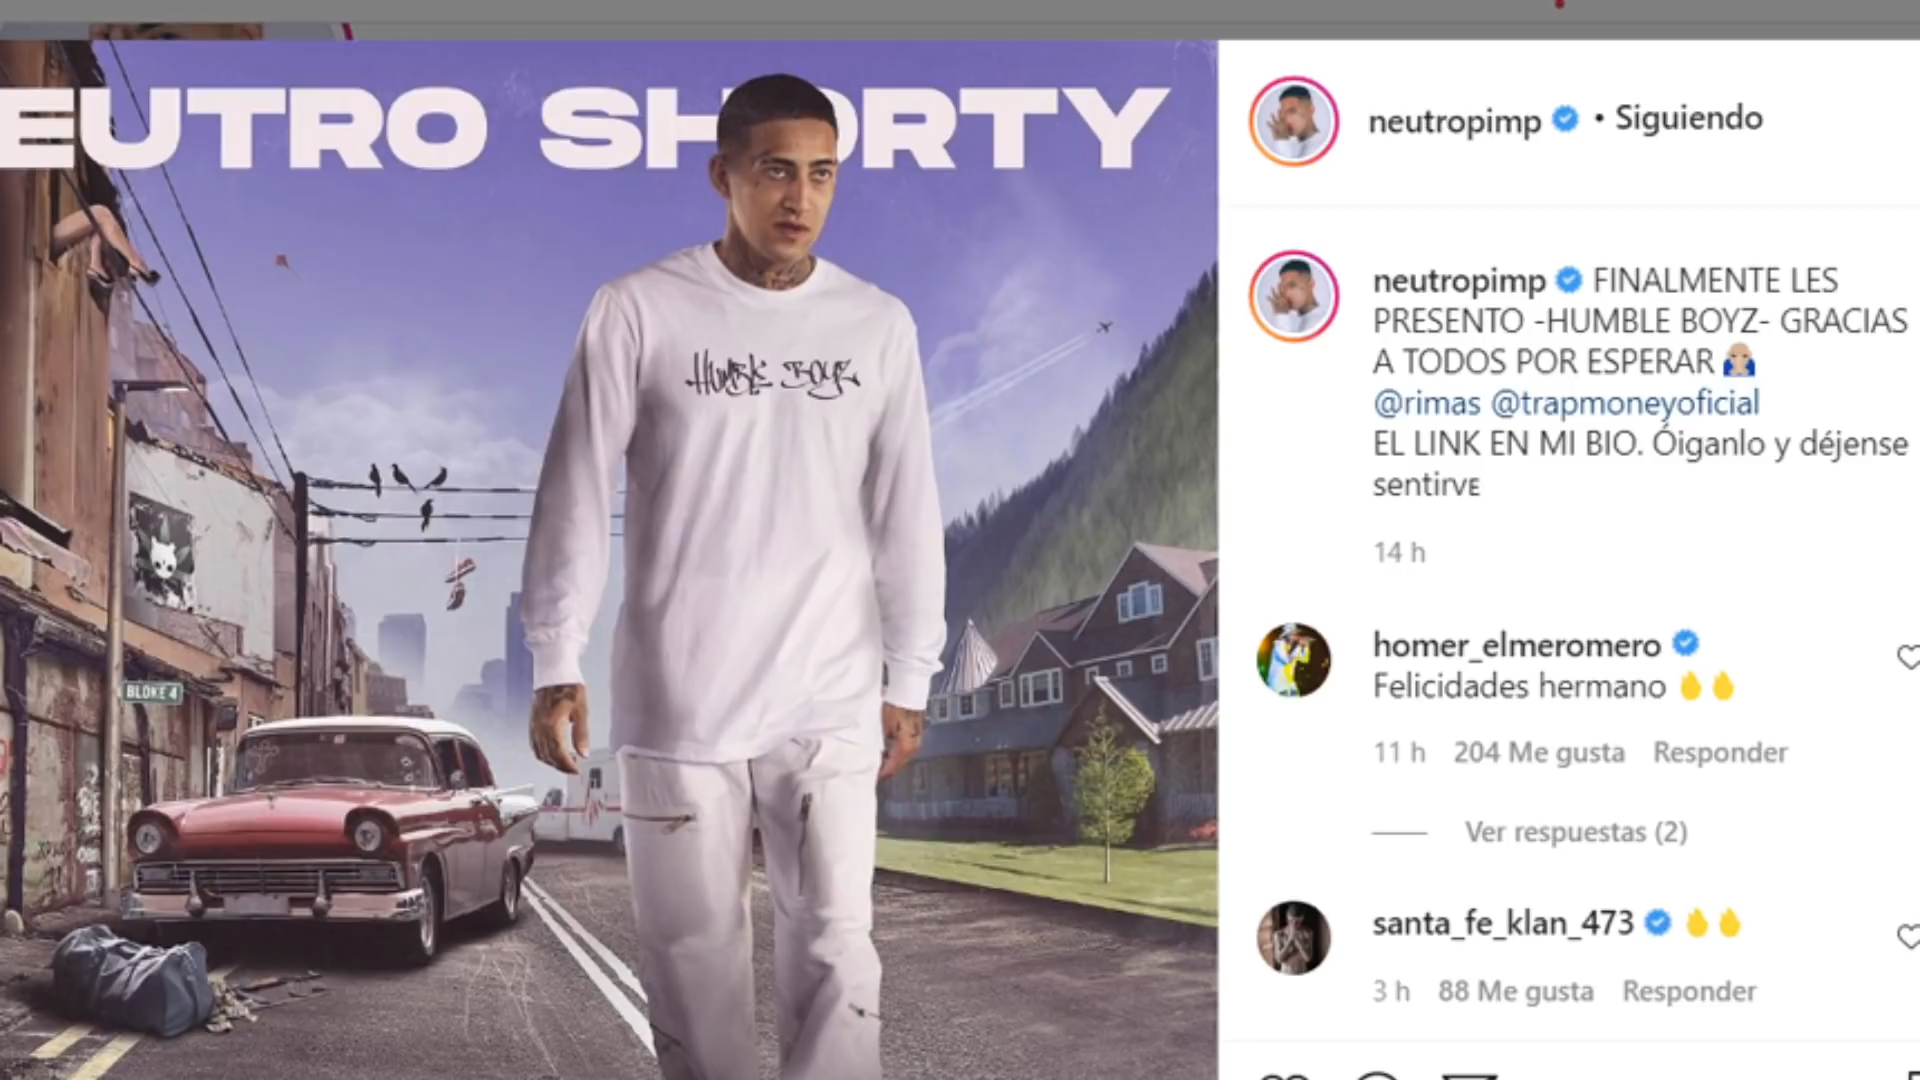 EUTRO SHORTY
HUMBLE BOYZ
BLOKE 4
neutropimp • Siguiendo
neutropimp FINALMENTE LES
PRESENTO -HUMBLE BOYZ- GRACIAS
A TODOS POR ESPERAR
@rimas @trapmoneyoficial
EL LINK EN MI BIO. Óiganlo y déjense
sentirᴠᴇ
14 h
homer_elmeromero
Felicidades hermano
11 h 204 Me gusta Responder
Ver respuestas (2)
santa_fe_klan_473
3 h 88 Me gusta Responder